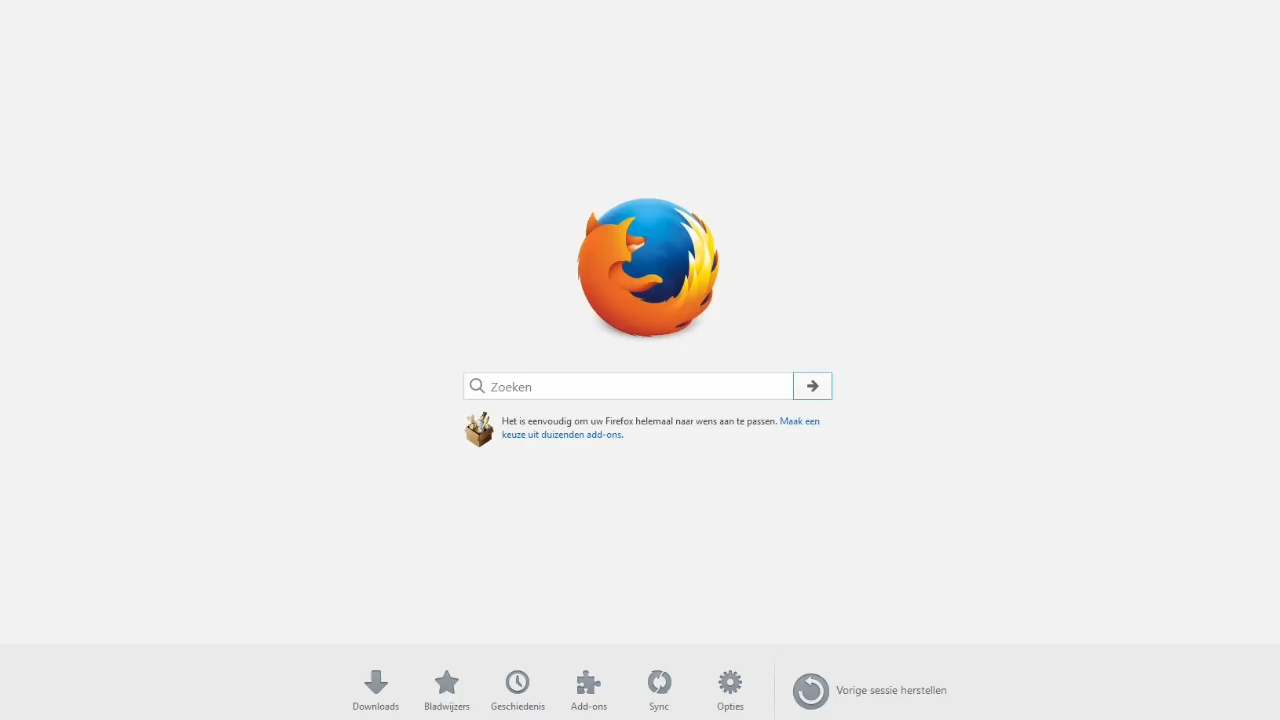 Zoeken
Het is eenvoudig om uw Firefox helemaal naar wens aan te passen. Maak een
keuze uit duizenden add-ons.
Downloads
Bladwijzers
Geschiedenis
Add-ons
Sync
Opties
Vorige sessie herstellen